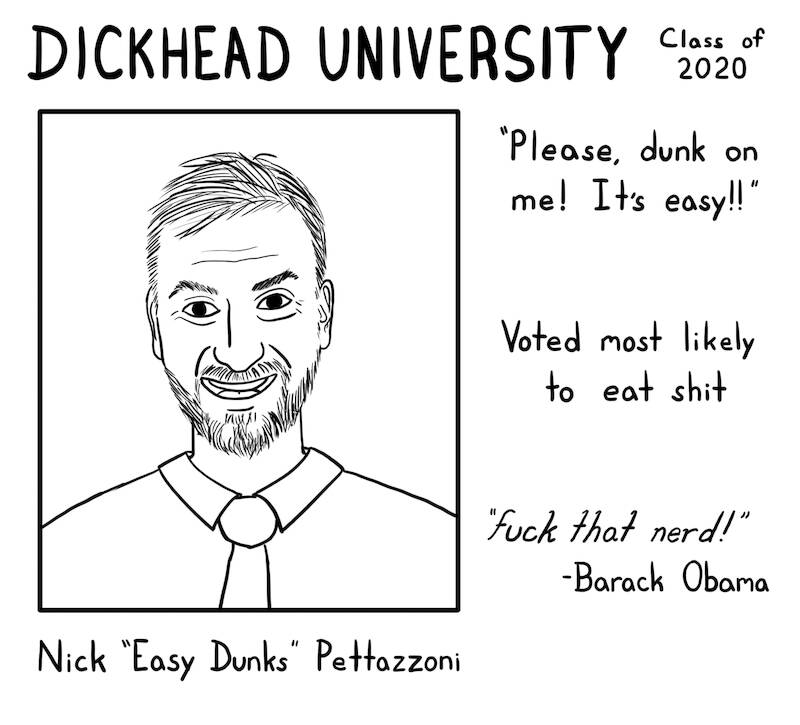 DICKHEAD UNIVERSITY
Class of
2020
"Please, dunk on
me! It's easy!!"
Voted most likely
to eat shit
"fuck that nerd!"
-Barack Obama
Nick "Easy Dunks" Pettazzoni